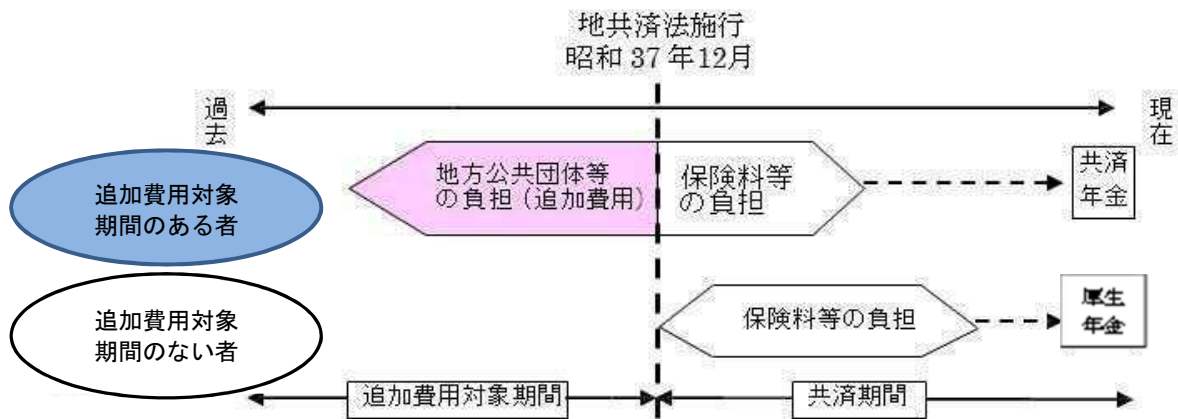 地共済法施行
昭和37年12月
過去
現在
追加費用対象
期間のある者
地方公共団体等
の負担（追加費用）
保険料等
の負担
共済
年金
追加費用対象
期間のない者
保険料等の負担
厚生
年金
追加費用対象期間
共済期間